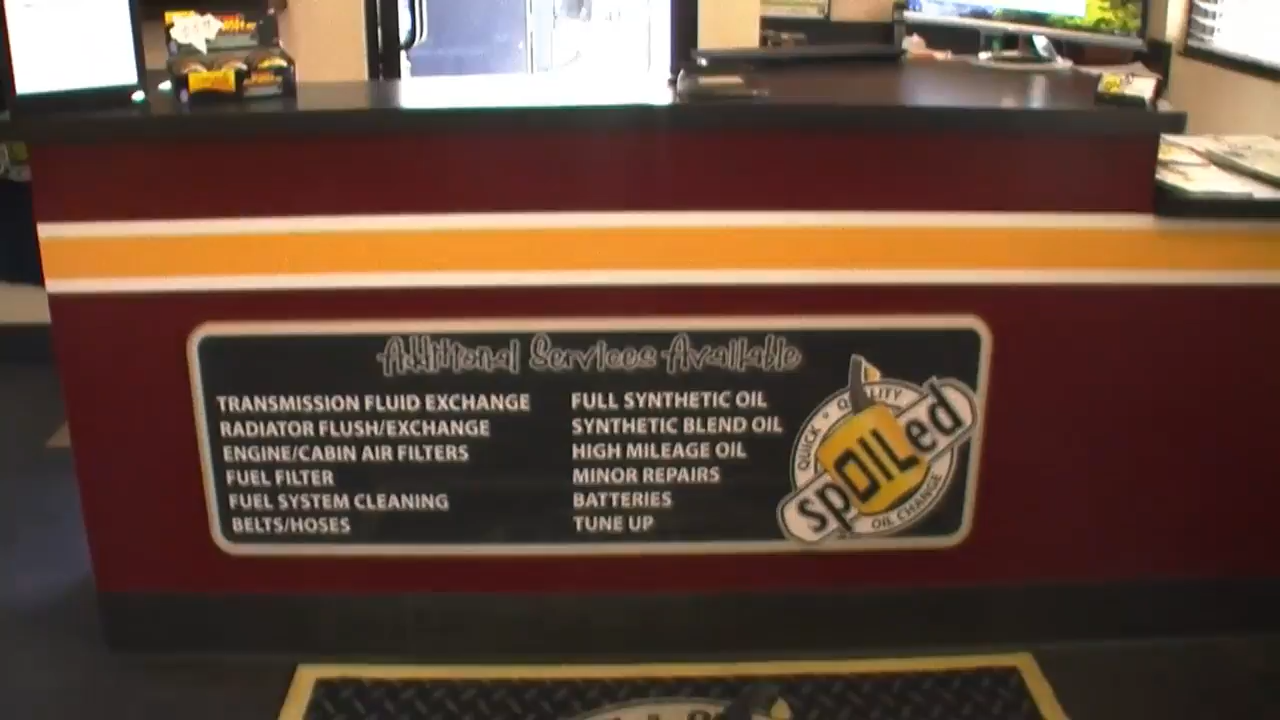 Additional Services Available
TRANSMISSION FLUID EXCHANGE
RADIATOR FLUSH/EXCHANGE
ENGINE/CABIN AIR FILTERS
FUEL FILTER
FUEL SYSTEM CLEANING
BELTS/HOSES
FULL SYNTHETIC OIL
SYNTHETIC BLEND OIL
HIGH MILEAGE OIL
MINOR REPAIRS
BATTERIES
TUNE UP
QUICK • QUALITY
spOILed
OIL CHANGE